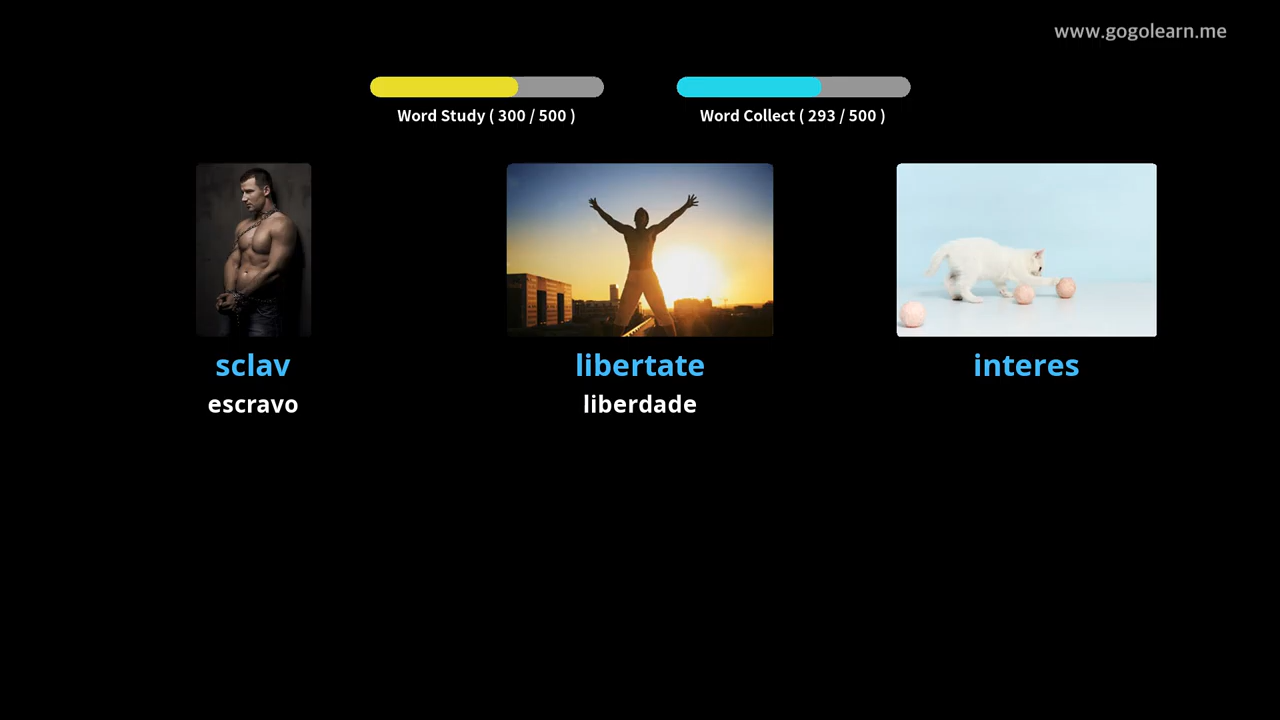 www.gogolearn.me
Word Study ( 300 / 500 )
Word Collect ( 293 / 500 )
sclav
libertate
interes
escravo
liberdade